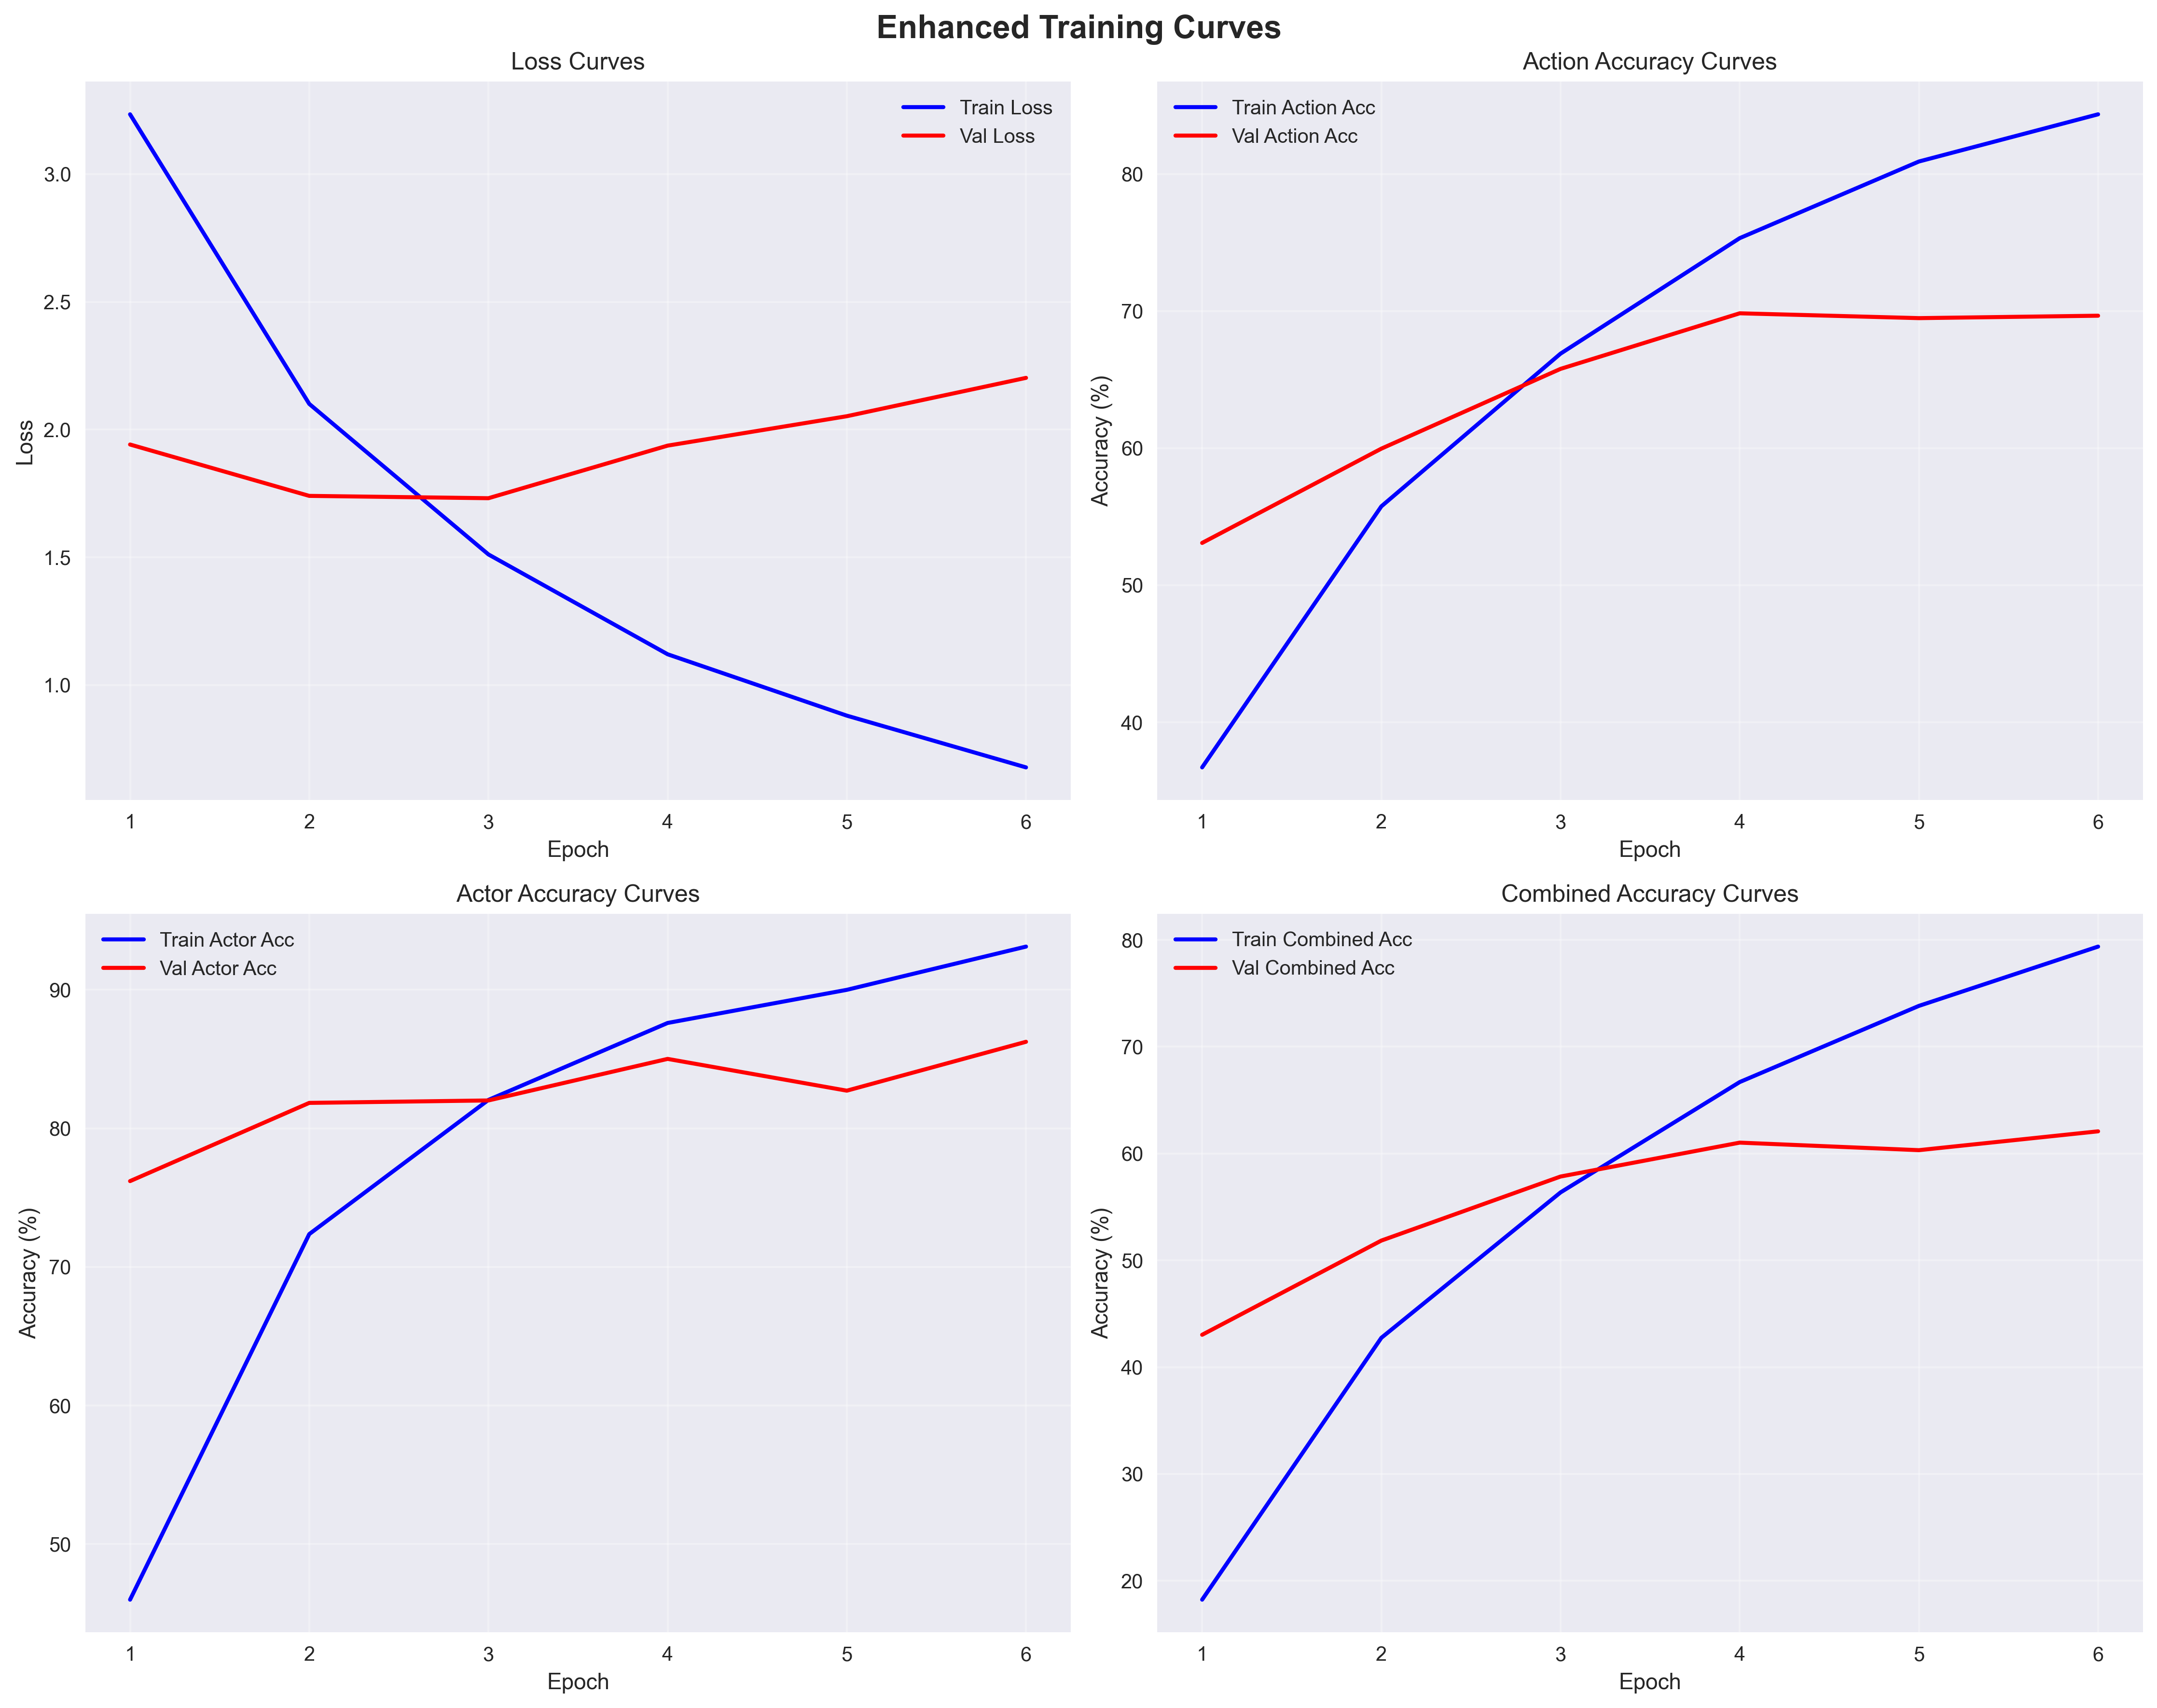 Enhanced Training Curves
Loss Curves
Train Loss
Val Loss
3.0
2.5
2.0
1.5
1.0
Loss
1 2 3 4 5 6
Epoch
Action Accuracy Curves
Train Action Acc
Val Action Acc
80
70
60
50
40
Accuracy (%)
1 2 3 4 5 6
Epoch
Actor Accuracy Curves
Train Actor Acc
Val Actor Acc
90
80
70
60
50
Accuracy (%)
1 2 3 4 5 6
Epoch
Combined Accuracy Curves
Train Combined Acc
Val Combined Acc
80
70
60
50
40
30
20
Accuracy (%)
1 2 3 4 5 6
Epoch